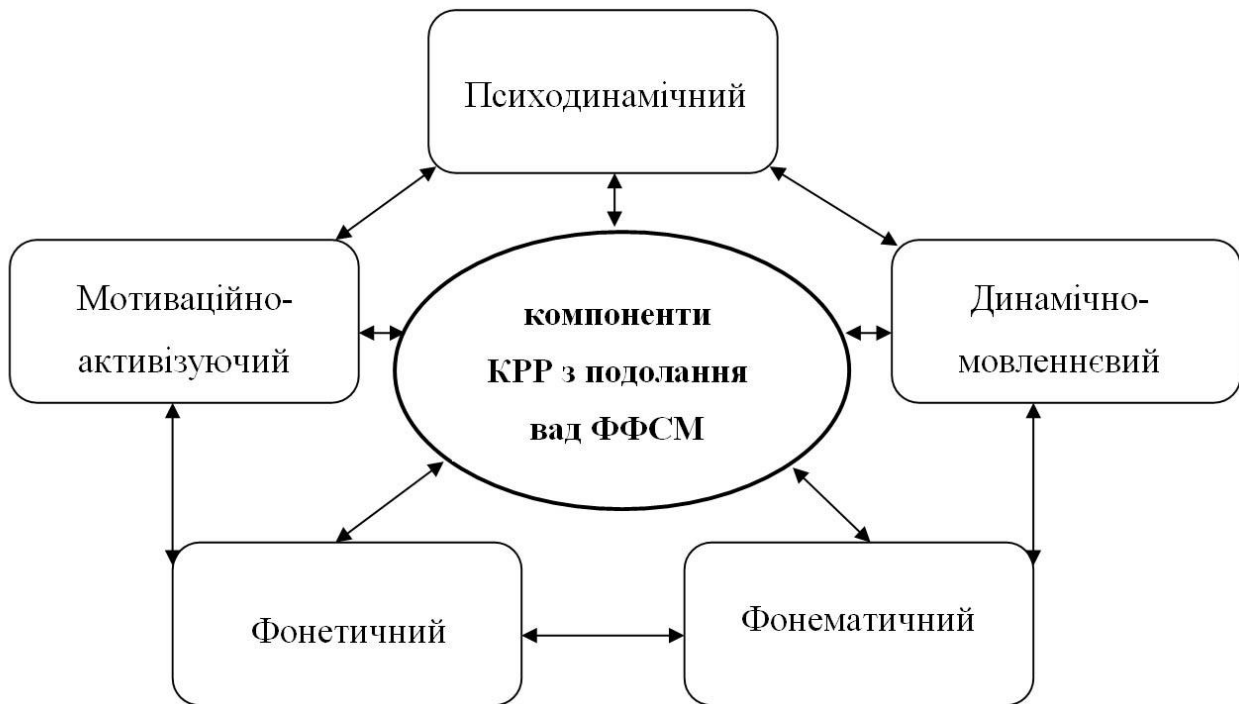 Психодинамічний
Мотиваційно-
активізуючий
компоненти
КРР з подолання
вад ФФСМ
Динамічно-
мовленнєвий
Фонетичний
Фонематичний